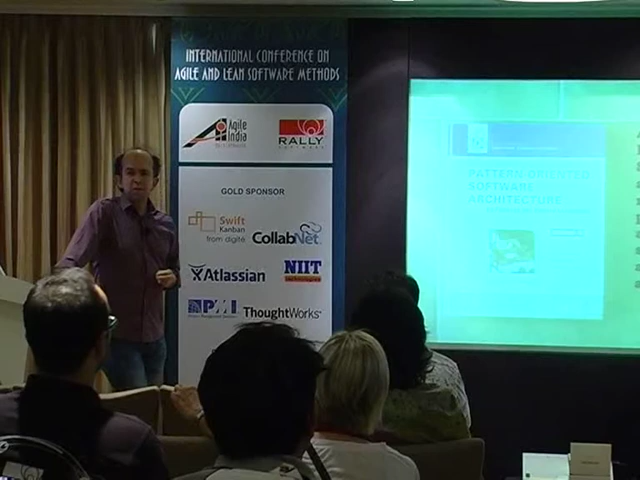 INTERNATIONAL CONFERENCE ON
AGILE AND LEAN SOFTWARE METHODS
Agile
India
RALLY
GOLD SPONSOR
Swift
Kanban
from digité
CollabNet
Atlassian
NIIT
PMI
ThoughtWorks
PATTERN-ORIENTED
SOFTWARE
ARCHITECTURE